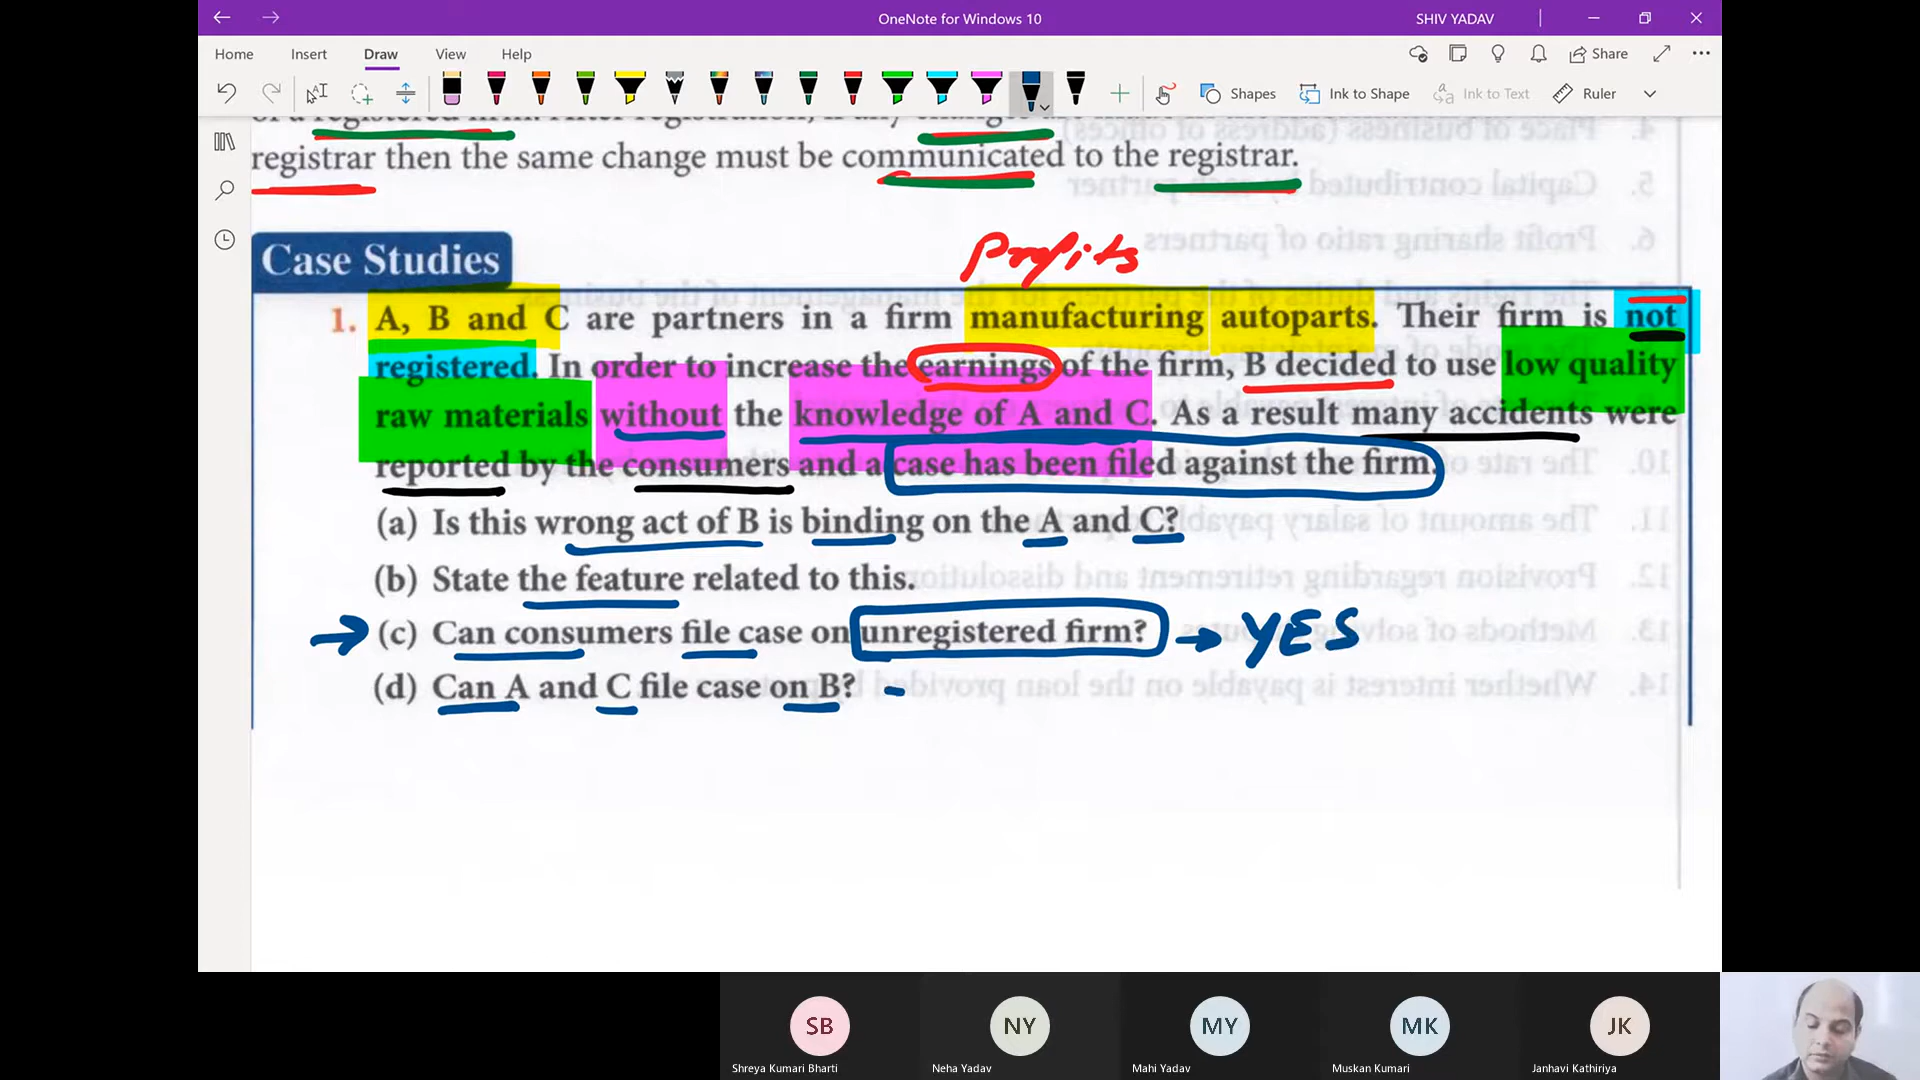 OneNote for Windows 10
SHIV YADAV
Home Insert Draw View Help
Share
Shapes Ink to Shape Ink to Text Ruler
registrar then the same change must be communicated to the registrar.
Case Studies
Profits
1. A, B and C are partners in a firm manufacturing autoparts. Their firm is not
registered. In order to increase the earnings of the firm, B decided to use low quality
raw materials without the knowledge of A and C. As a result many accidents were
reported by the consumers and a case has been filed against the firm.
(a) Is this wrong act of B is binding on the A and C?
(b) State the feature related to this.
(c) Can consumers file case on unregistered firm? → YES
(d) Can A and C file case on B? -
SB NY MY MK JK
Shreya Kumari Bharti Neha Yadav Mahi Yadav Muskan Kumari Janhavi Kathiriya